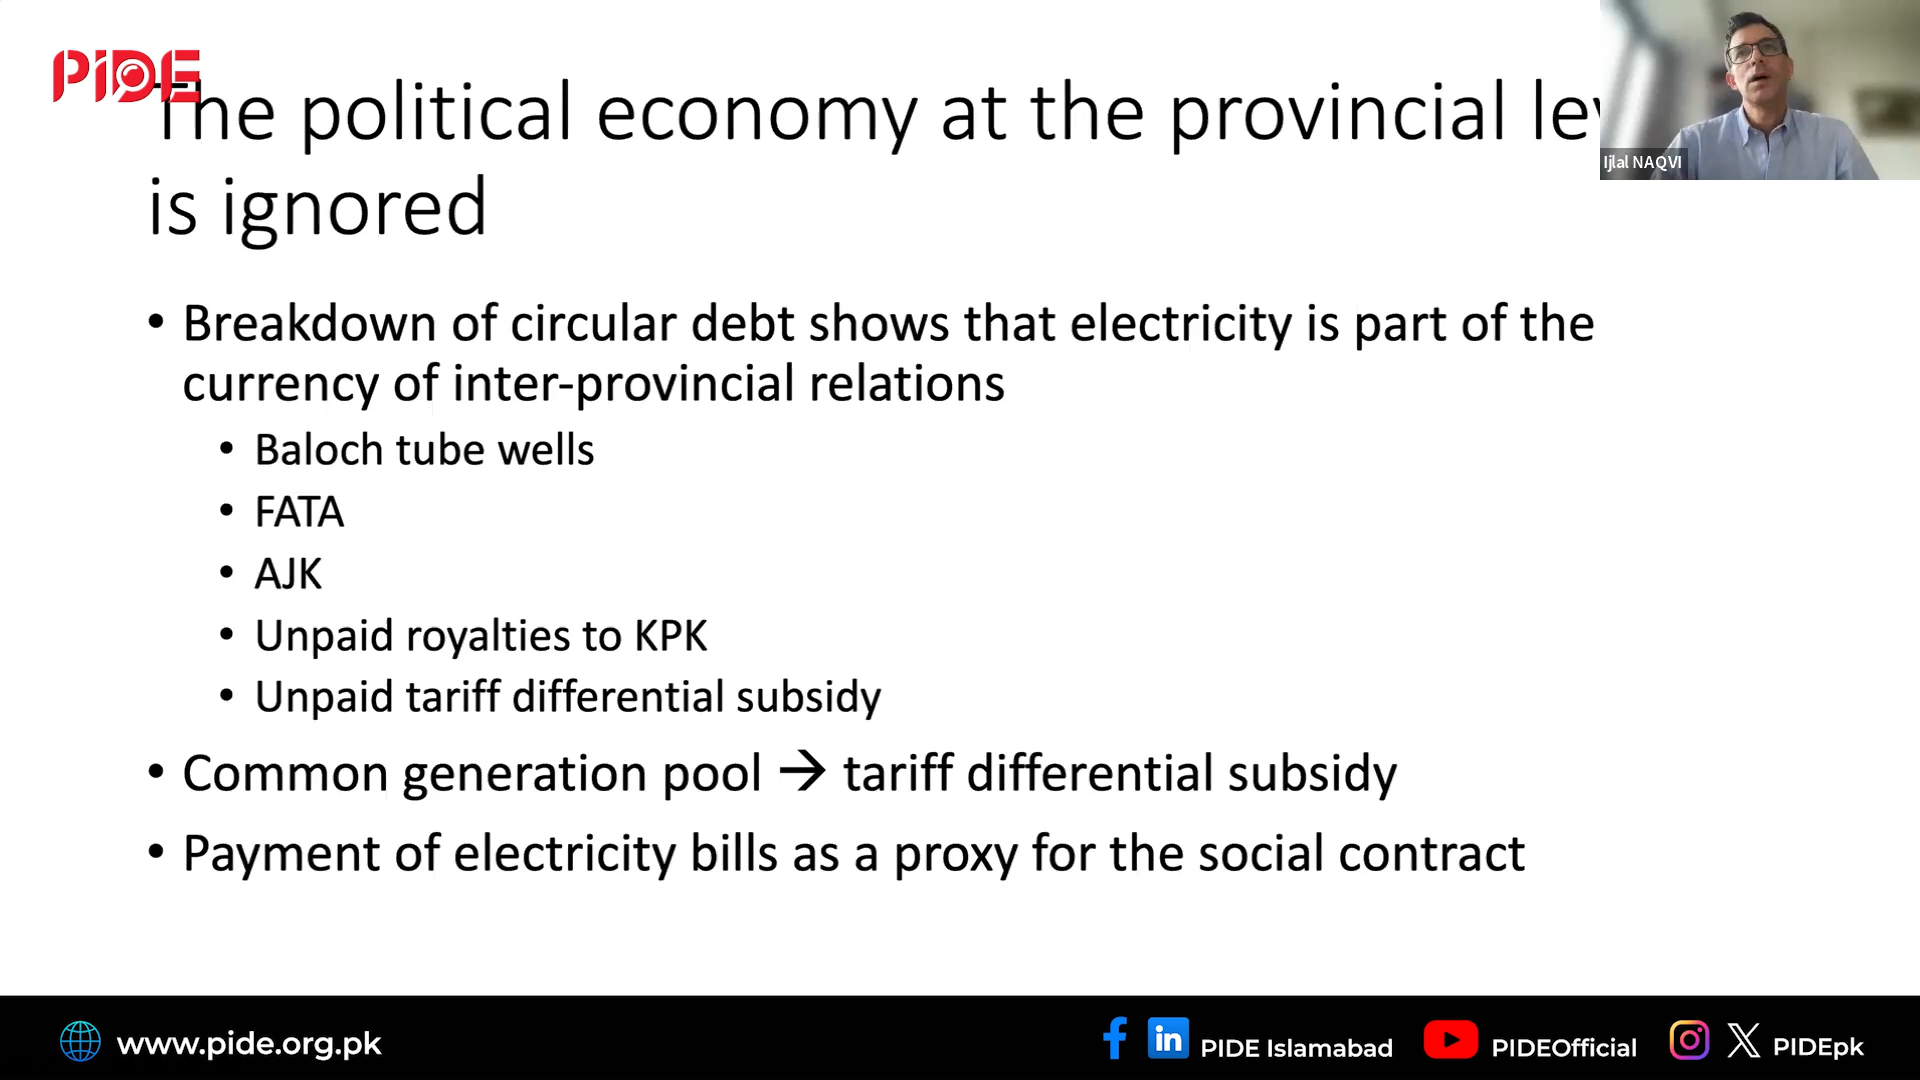 PIDE
The political economy at the provincial lev
is ignored
Ijlal NAQVI
• Breakdown of circular debt shows that electricity is part of the
currency of inter-provincial relations
• Baloch tube wells
• FATA
• AJK
• Unpaid royalties to KPK
• Unpaid tariff differential subsidy
• Common generation pool → tariff differential subsidy
• Payment of electricity bills as a proxy for the social contract
www.pide.org.pk
PIDE Islamabad
PIDEOfficial
PIDEpk